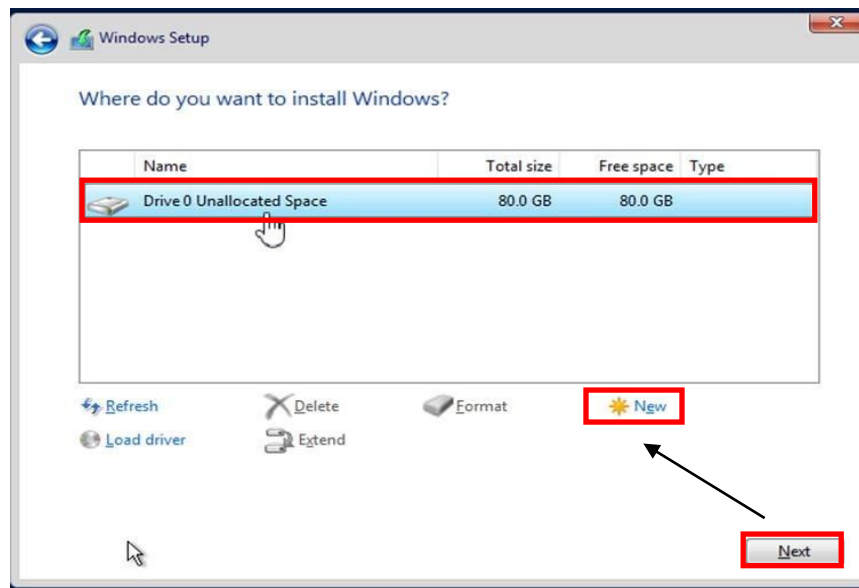 Windows Setup
Where do you want to install Windows?
Name Total size Free space Type
Drive 0 Unallocated Space 80.0 GB 80.0 GB
Refresh Delete Format New
Load driver Extend
Next